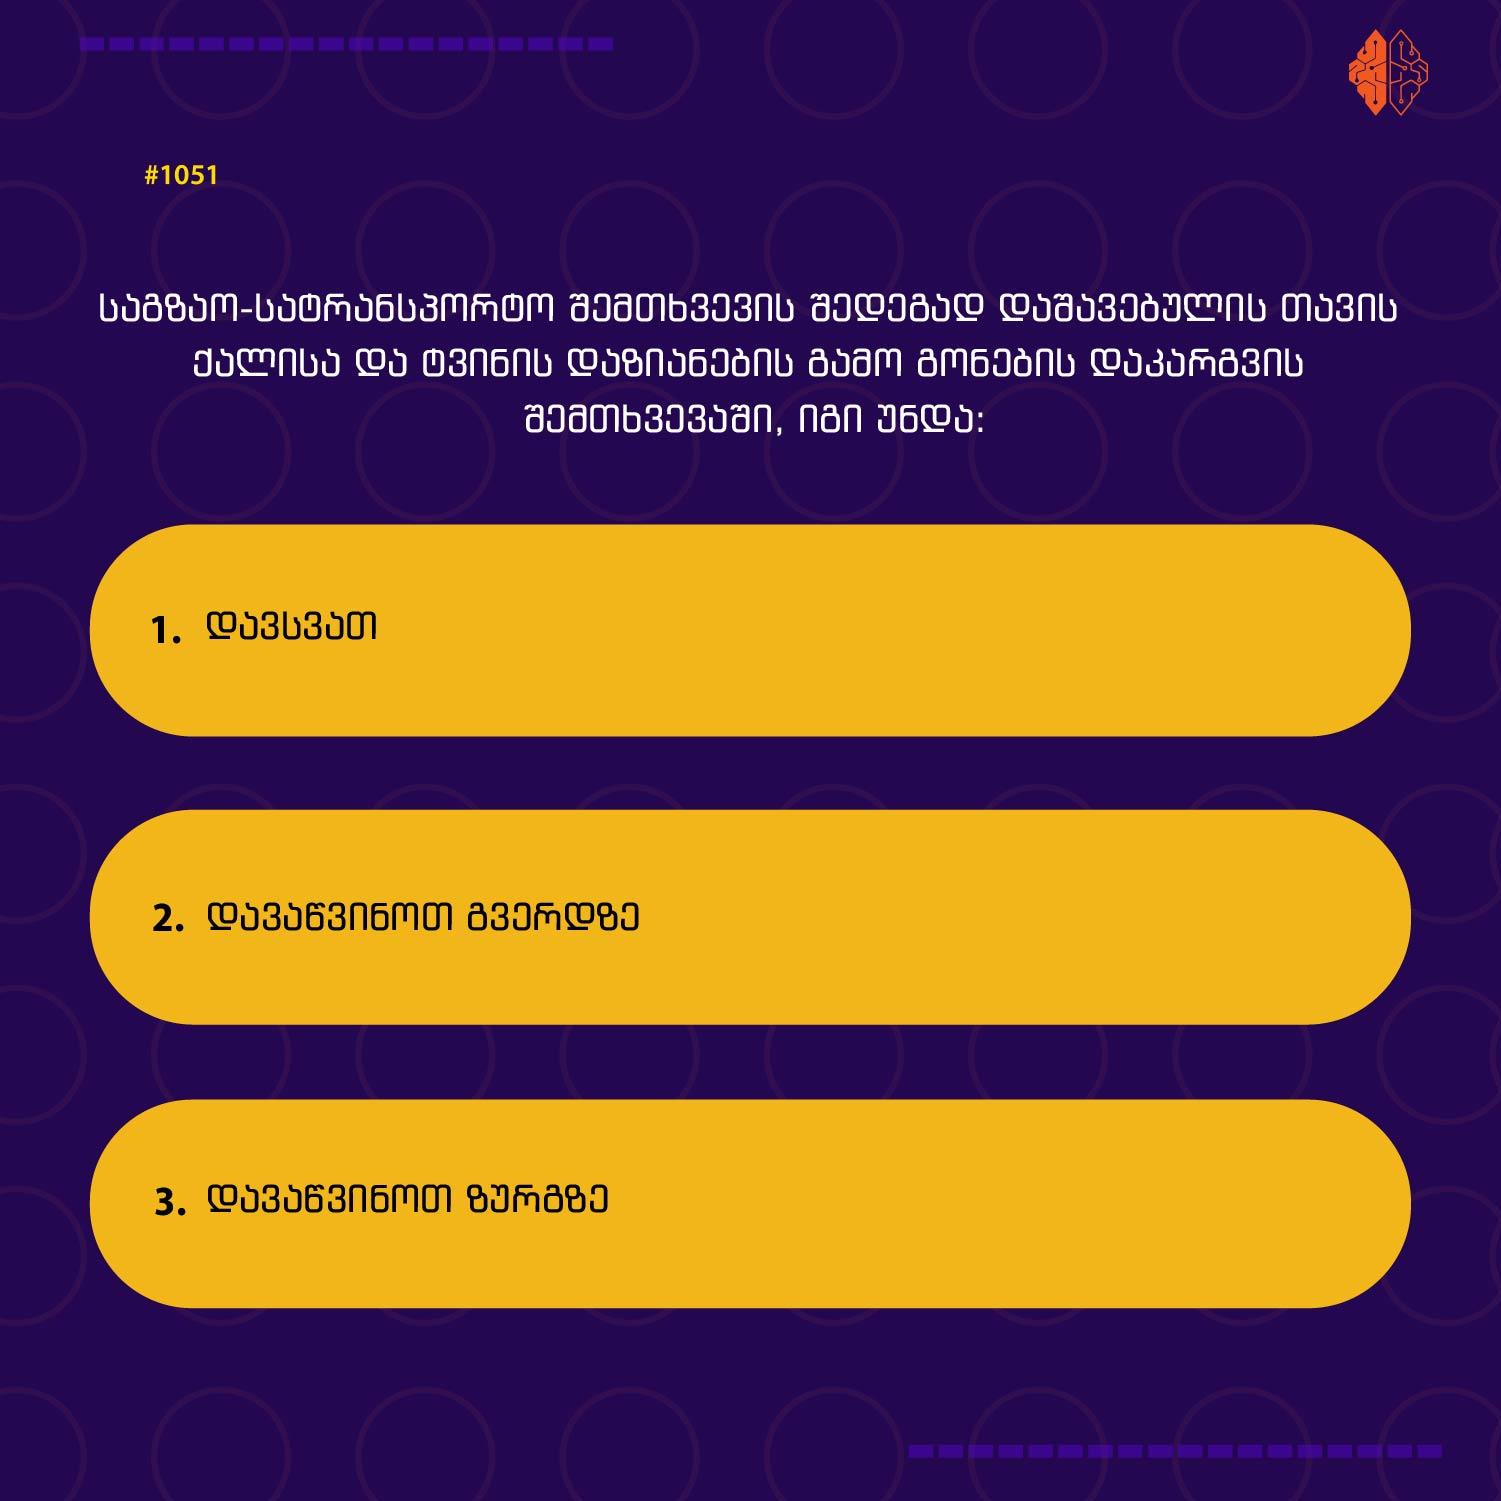 #1051
საგზაო-სატრანსპორტო შემთხვევის შედეგად დაშავებულის თავის
ქალისა და ტვინის დაზიანების გამო გონების დაკარგვის
შემთხვევაში, იგი უნდა:
1. დავსვათ
2. დავაწვინოთ გვერდზე
3. დავაწვინოთ ზურგზე